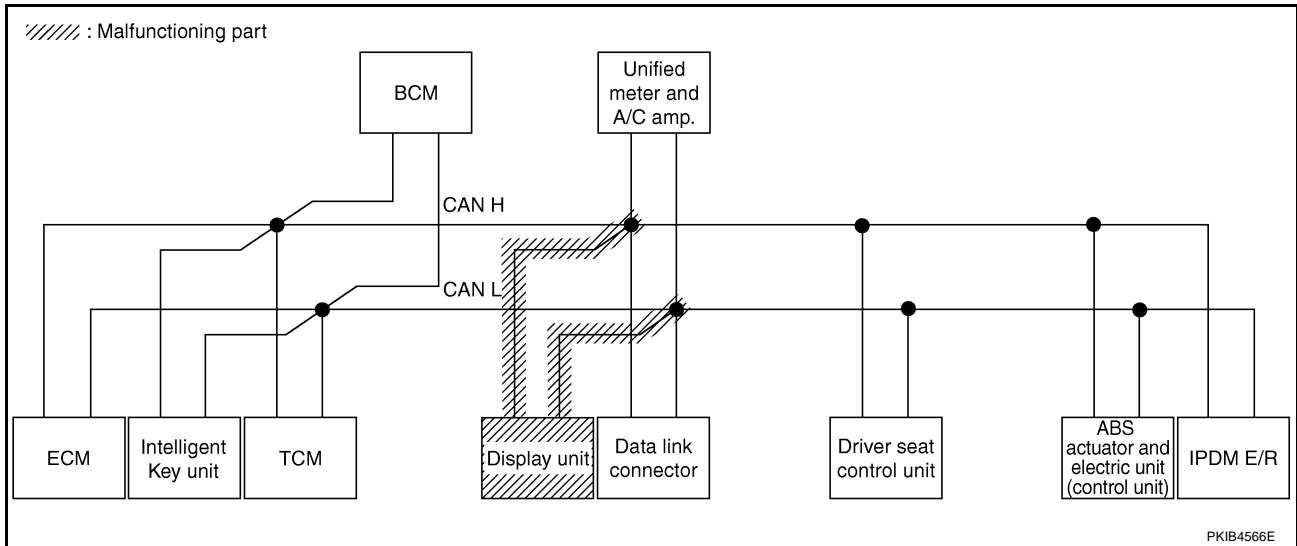 : Malfunctioning part
BCM
Unified
meter and
A/C amp.
CAN H
CAN L
ECM
Intelligent
Key unit
TCM
Display unit
Data link
connector
Driver seat
control unit
ABS
actuator and
electric unit
(control unit)
IPDM E/R
PKIB4566E